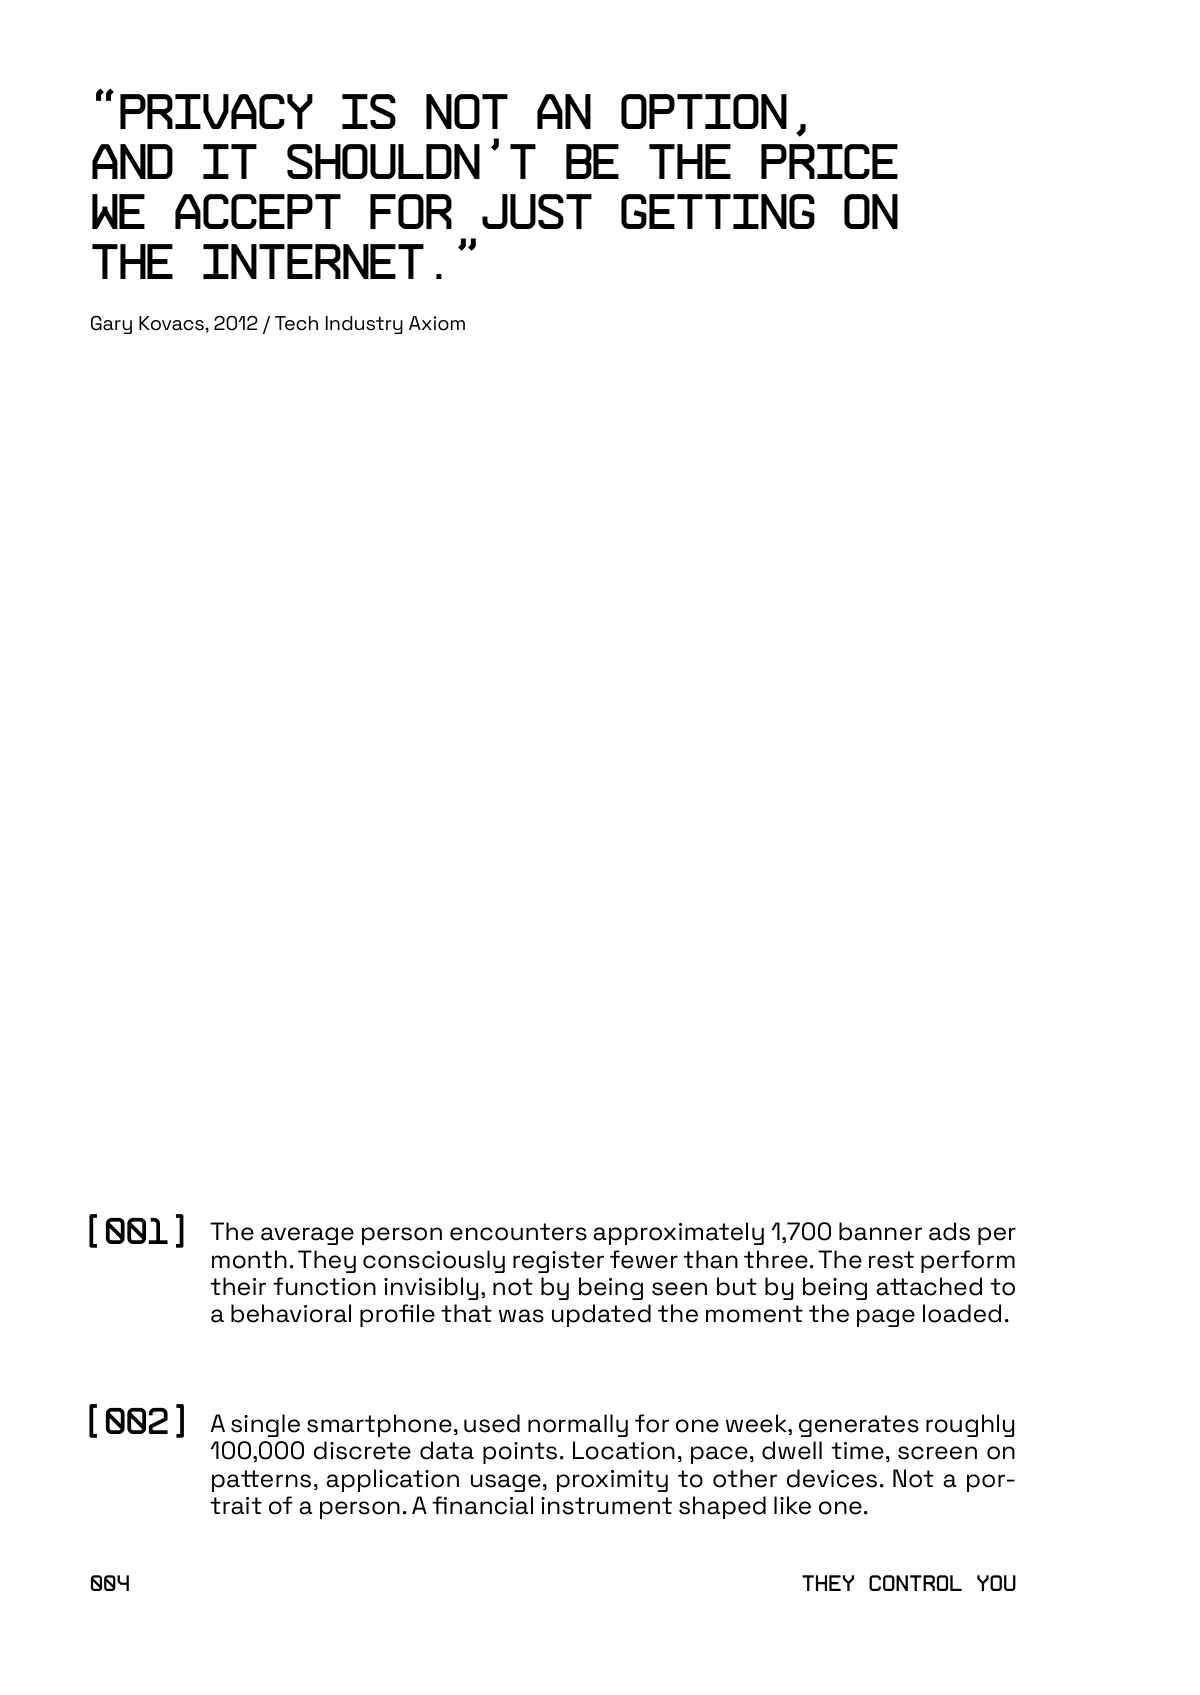 “PRIVACY IS NOT AN OPTION,
AND IT SHOULDN’T BE THE PRICE
WE ACCEPT FOR JUST GETTING ON
THE INTERNET.”
Gary Kovacs, 2012 / Tech Industry Axiom
[001] The average person encounters approximately 1,700 banner ads per
month. They consciously register fewer than three. The rest perform
their function invisibly, not by being seen but by being attached to
a behavioral profile that was updated the moment the page loaded.
[002] A single smartphone, used normally for one week, generates roughly
100,000 discrete data points. Location, pace, dwell time, screen on
patterns, application usage, proximity to other devices. Not a por-
trait of a person. A financial instrument shaped like one.
004 THEY CONTROL YOU